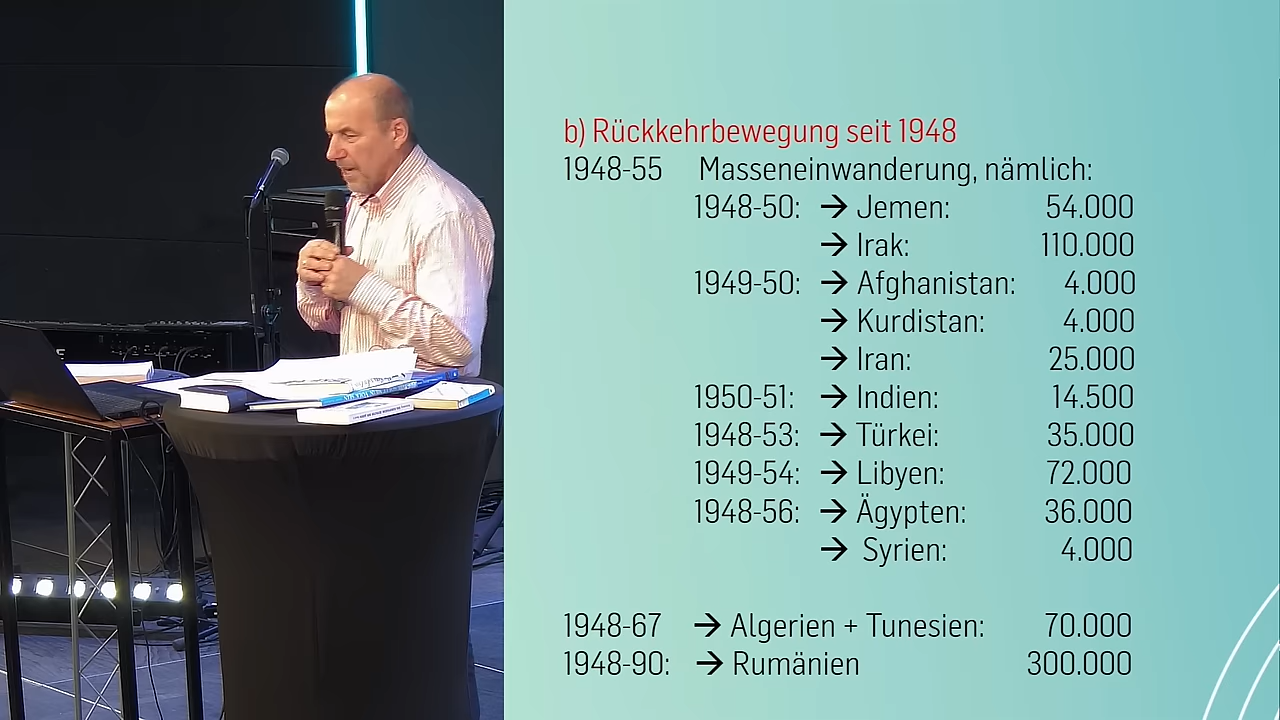 b) Rückkehrbewegung seit 1948
1948-55 Masseneinwanderung, nämlich:
1948-50: → Jemen: 54.000
→ Irak: 110.000
1949-50: → Afghanistan: 4.000
→ Kurdistan: 4.000
→ Iran: 25.000
1950-51: → Indien: 14.500
1948-53: → Türkei: 35.000
1949-54: → Libyen: 72.000
1948-56: → Ägypten: 36.000
→ Syrien: 4.000
1948-67 → Algerien + Tunesien: 70.000
1948-90: → Rumänien 300.000